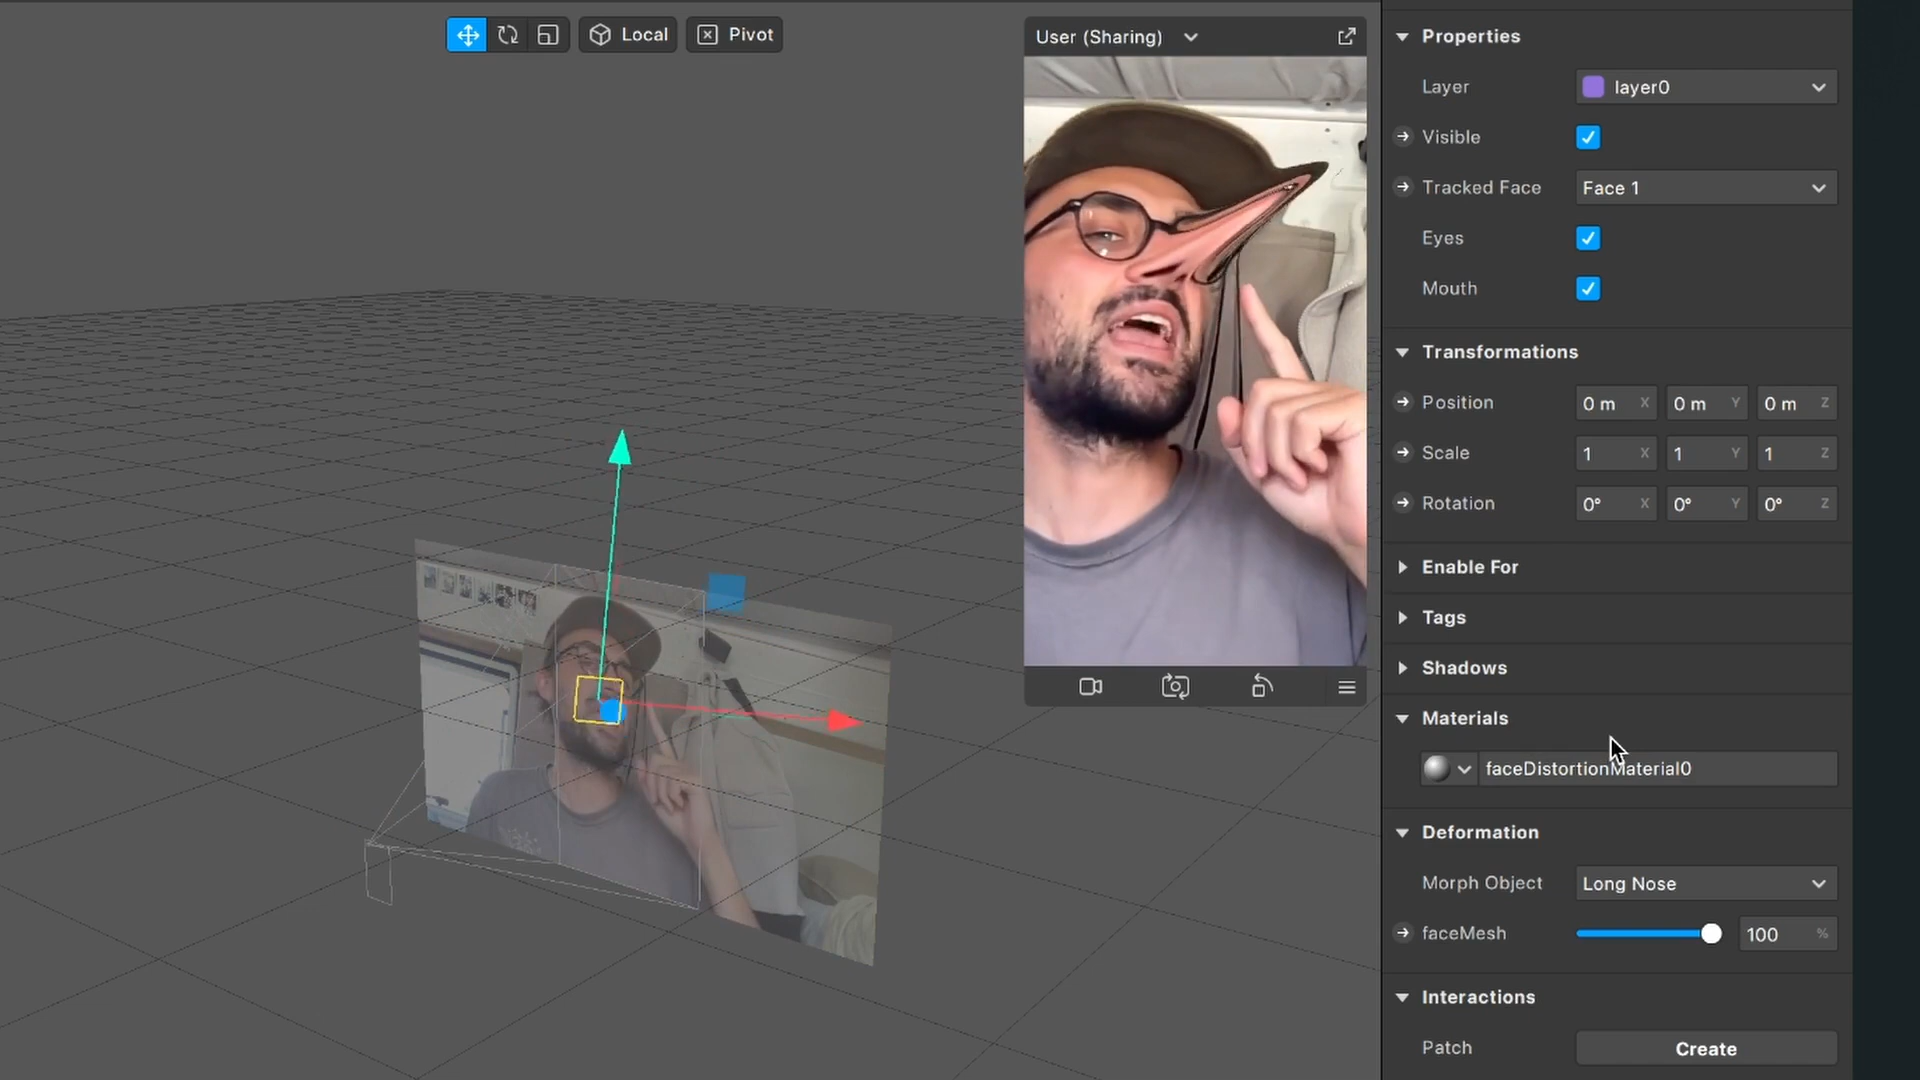 Local
Pivot
User (Sharing)
Properties
Layer
layer0
Visible
Tracked Face
Face 1
Eyes
Mouth
Transformations
Position
0 m X
0 m Y
0 m Z
Scale
1 X
1 Y
1 Z
Rotation
0° X
0° Y
0° Z
Enable For
Tags
Shadows
Materials
faceDistortionMaterial0
Deformation
Morph Object
Long Nose
faceMesh
100 %
Interactions
Patch
Create